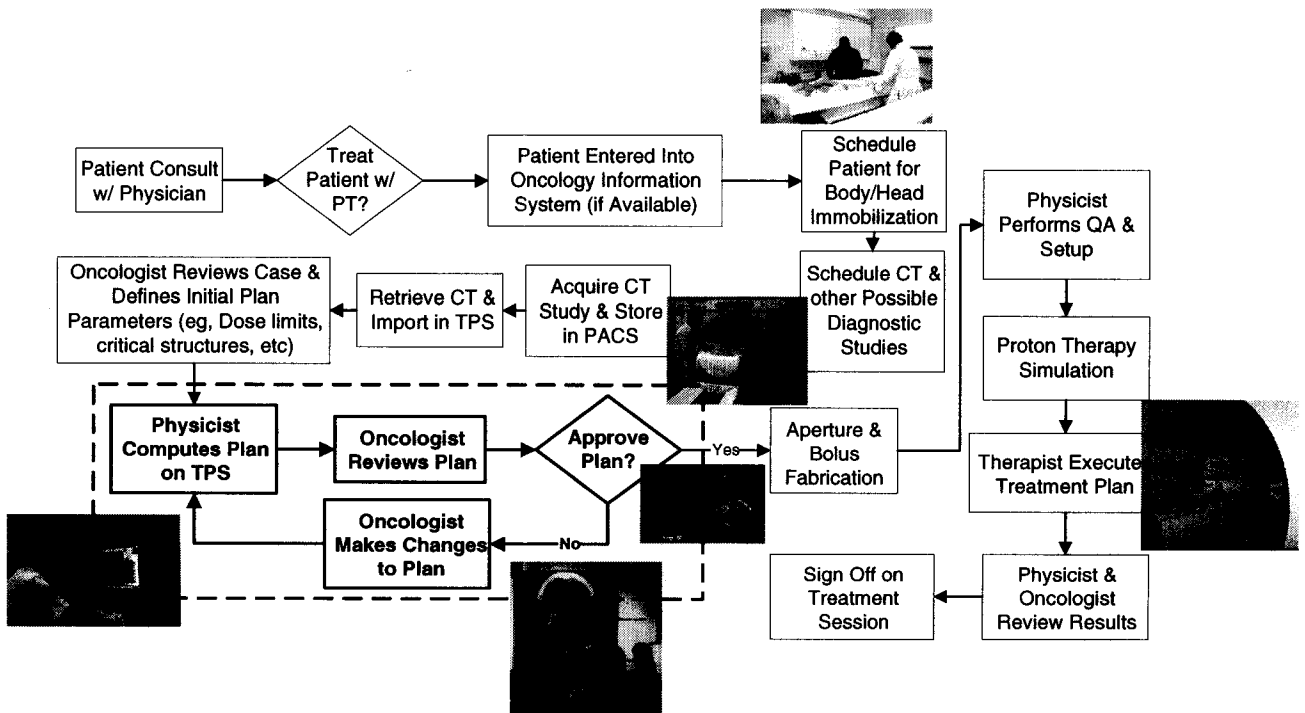 Patient Consult
w/ Physician
Treat
Patient w/
PT?
Patient Entered Into
Oncology Information
System (if Available)
Schedule
Patient for
Body/Head
Immobilization
Schedule CT &
other Possible
Diagnostic
Studies
Acquire CT
Study & Store
in PACS
Retrieve CT &
Import in TPS
Oncologist Reviews Case &
Defines Initial Plan
Parameters (eg, Dose limits,
critical structures, etc)
Physicist
Computes Plan
on TPS
Oncologist
Reviews Plan
Approve
Plan?
No
Oncologist
Makes Changes
to Plan
Yes
Aperture &
Bolus
Fabrication
Physicist
Performs QA &
Setup
Proton Therapy
Simulation
Therapist Execute
Treatment Plan
Physicist &
Oncologist
Review Results
Sign Off on
Treatment
Session